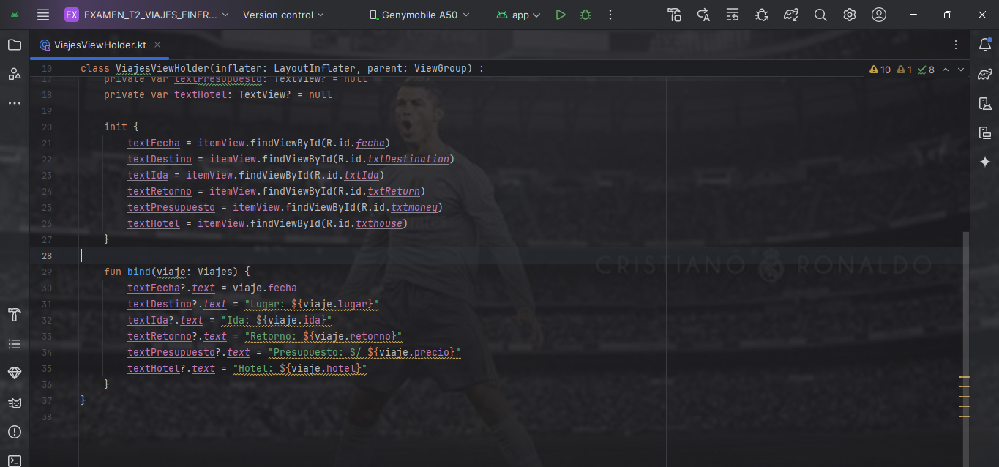 EX EXAMEN_T2_VIAJES_EINER... Version control Genymobile A50 app
ViajesViewHolder.kt
10 class ViajesViewHolder(inflater: LayoutInflater, parent: ViewGroup) : 10 1 8
17 private var textPresupuesto: TextView? = null
18 private var textHotel: TextView? = null
19
20 init {
21 textFecha = itemView.findViewById(R.id.fecha)
22 textDestino = itemView.findViewById(R.id.txtDestination)
23 textIda = itemView.findViewById(R.id.txtIda)
24 textRetorno = itemView.findViewById(R.id.txtReturn)
25 textPresupuesto = itemView.findViewById(R.id.txtmoney)
26 textHotel = itemView.findViewById(R.id.txthouse)
27 }
28
CRISTIANO RONALDO
29 fun bind(viaje: Viajes) {
30 textFecha?.text = viaje.fecha
31 textDestino?.text = "Lugar: ${viaje.lugar}"
32 textIda?.text = "Ida: ${viaje.ida}"
33 textRetorno?.text = "Retorno: ${viaje.retorno}"
34 textPresupuesto?.text = "Presupuesto: S/ ${viaje.precio}"
35 textHotel?.text = "Hotel: ${viaje.hotel}"
36 }
37 }
38